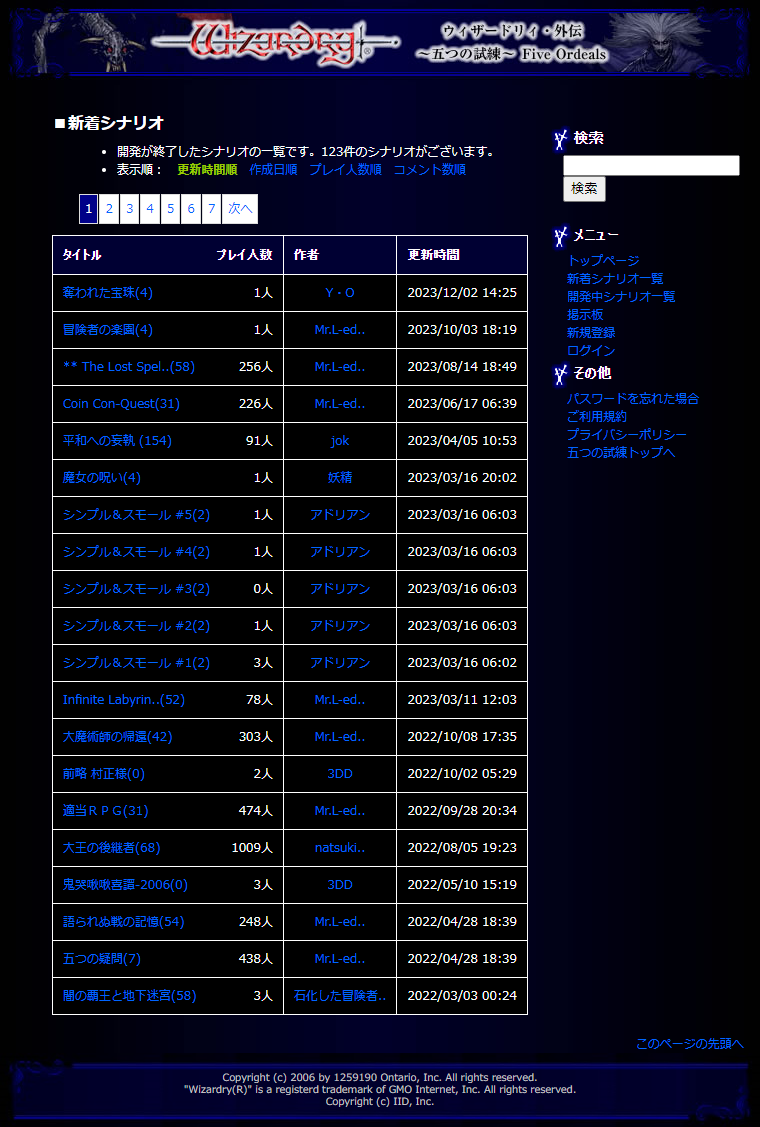 Wizardry!®
ウィザードリィ・外伝
～五つの試練～ Five Ordeals
■新着シナリオ
• 開発が終了したシナリオの一覧です。123件のシナリオがございます。
• 表示順： 更新時間順 作成日順 プレイ人数順 コメント数順
1 2 3 4 5 6 7 次へ
タイトル プレイ人数 作者 更新時間
奪われた宝珠(4) 1人 Y・O 2023/12/02 14:25
冒険者の楽園(4) 1人 Mr.L-ed.. 2023/10/03 18:19
** The Lost Spel..(58) 256人 Mr.L-ed.. 2023/08/14 18:49
Coin Con-Quest(31) 226人 Mr.L-ed.. 2023/06/17 06:39
平和への妄執 (154) 91人 jok 2023/04/05 10:53
魔女の呪い(4) 1人 妖精 2023/03/16 20:02
シンプル＆スモール #5(2) 1人 アドリアン 2023/03/16 06:03
シンプル＆スモール #4(2) 1人 アドリアン 2023/03/16 06:03
シンプル＆スモール #3(2) 0人 アドリアン 2023/03/16 06:03
シンプル＆スモール #2(2) 1人 アドリアン 2023/03/16 06:03
シンプル＆スモール #1(2) 3人 アドリアン 2023/03/16 06:02
Infinite Labyrin..(52) 78人 Mr.L-ed.. 2023/03/11 12:03
大魔術師の帰還(42) 303人 Mr.L-ed.. 2022/10/08 17:35
前略 村正様(0) 2人 3DD 2022/10/02 05:29
適当ＲＰＧ(31) 474人 Mr.L-ed.. 2022/09/28 20:34
大王の後継者(68) 1009人 natsuki.. 2022/08/05 19:23
鬼哭啾啾喜譚-2006(0) 3人 3DD 2022/05/10 15:19
語られぬ戦の記憶(54) 248人 Mr.L-ed.. 2022/04/28 18:39
五つの疑問(7) 438人 Mr.L-ed.. 2022/04/28 18:39
闇の覇王と地下迷宮(58) 3人 石化した冒険者.. 2022/03/03 00:24
検索
検索
メニュー
トップページ
新着シナリオ一覧
開発中シナリオ一覧
掲示板
新規登録
ログイン
その他
パスワードを忘れた場合
ご利用規約
プライバシーポリシー
五つの試練トップへ
このページの先頭へ
Copyright (c) 2006 by 1259190 Ontario, Inc. All rights reserved.
"Wizardry(R)" is a registerd trademark of GMO Internet, Inc. All rights reserved.
Copyright (c) IID, Inc.